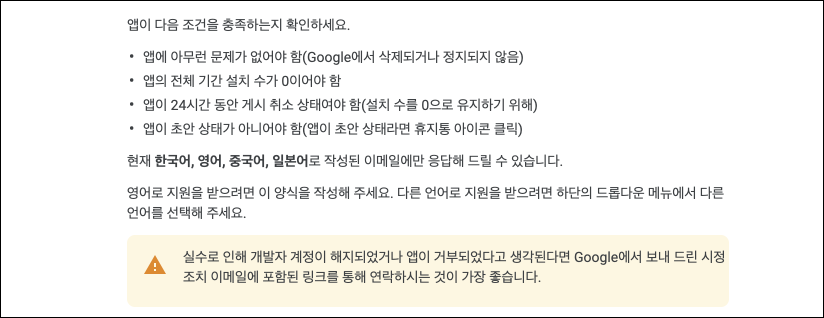 앱이 다음 조건을 충족하는지 확인하세요.
• 앱에 아무런 문제가 없어야 함(Google에서 삭제되거나 정지되지 않음)
• 앱의 전체 기간 설치 수가 0이어야 함
• 앱이 24시간 동안 게시 취소 상태여야 함(설치 수를 0으로 유지하기 위해)
• 앱이 초안 상태가 아니어야 함(앱이 초안 상태라면 휴지통 아이콘 클릭)
현재 한국어, 영어, 중국어, 일본어로 작성된 이메일에만 응답해 드릴 수 있습니다.
영어로 지원을 받으려면 이 양식을 작성해 주세요. 다른 언어로 지원을 받으려면 하단의 드롭다운 메뉴에서 다른
언어를 선택해 주세요.
실수로 인해 개발자 계정이 해지되었거나 앱이 거부되었다고 생각된다면 Google에서 보내 드린 시정
조치 이메일에 포함된 링크를 통해 연락하시는 것이 가장 좋습니다.